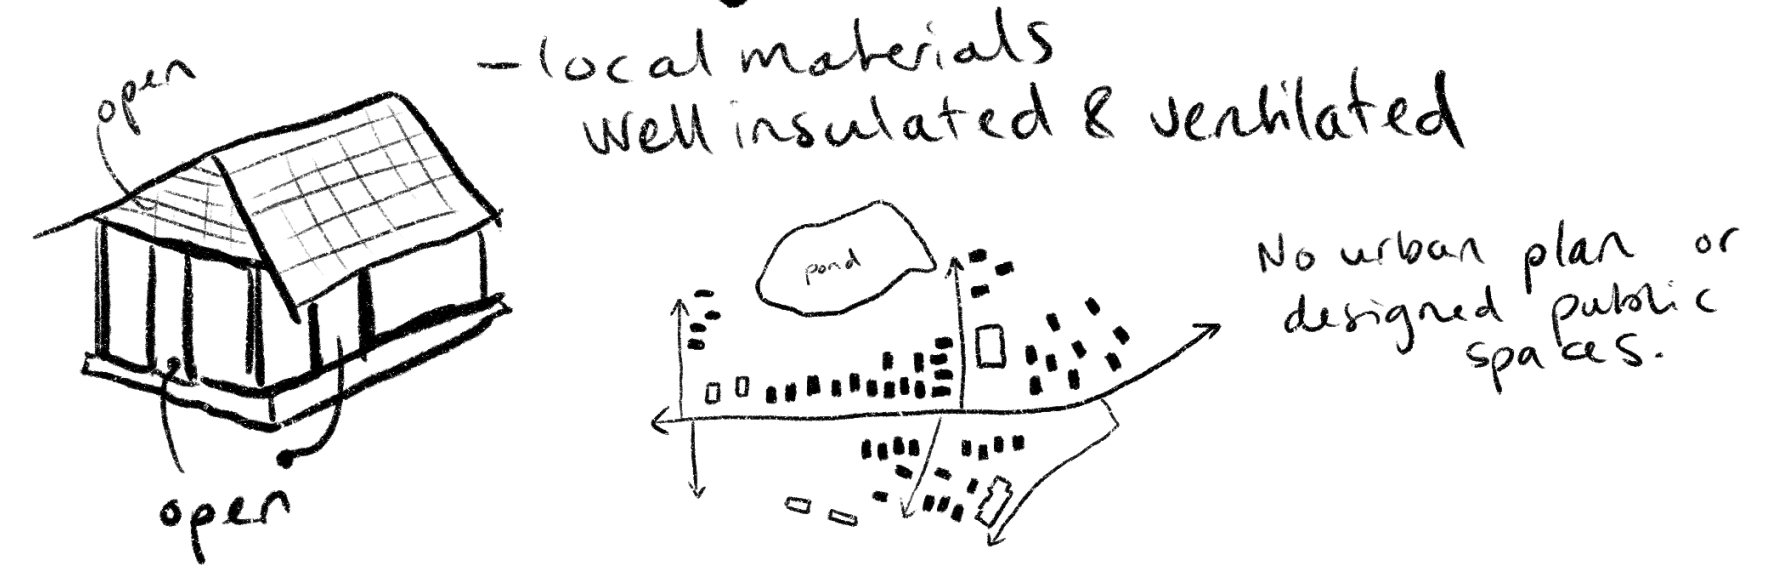 open
- local materials
well insulated & ventilated
pond
No urban plan or
designed public
spaces.
open